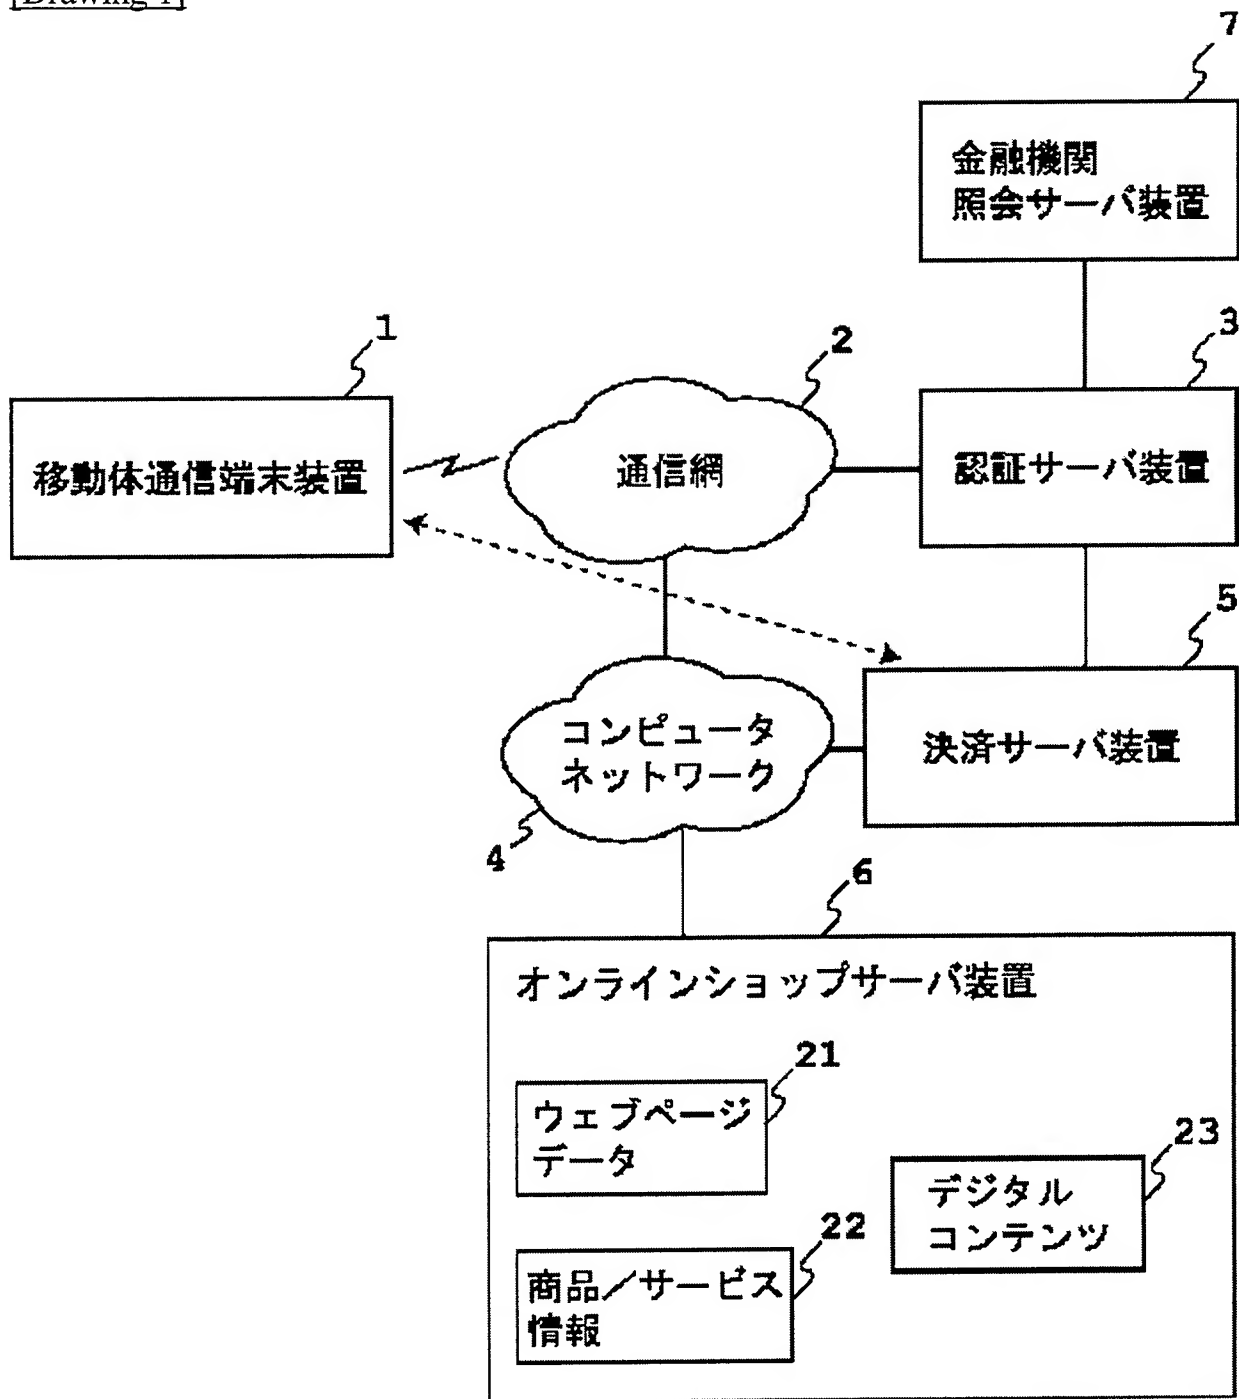 [Drawing 1]
7
金融機関
照会サーバ装置
1
2
3
移動体通信端末装置
通信網
認証サーバ装置
5
コンピュータ
ネットワーク
決済サーバ装置
4
6
オンラインショップサーバ装置
21
ウェブページ
データ
23
デジタル
コンテンツ
22
商品/サービス
情報